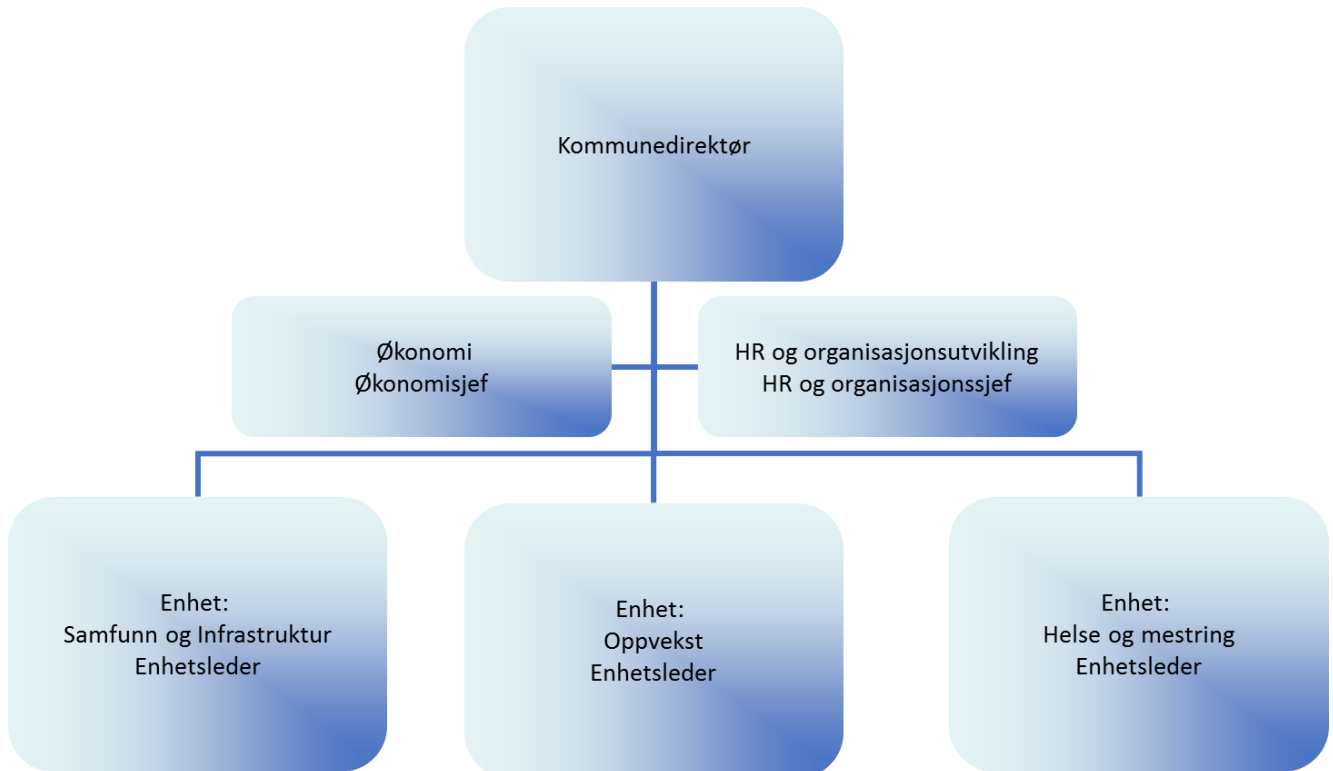 Kommunedirektør
Økonomi
Økonomisjef
HR og organisasjonsutvikling
HR og organisasjonssjef
Enhet:
Samfunn og Infrastruktur
Enhetsleder
Enhet:
Oppvekst
Enhetsleder
Enhet:
Helse og mestring
Enhetsleder